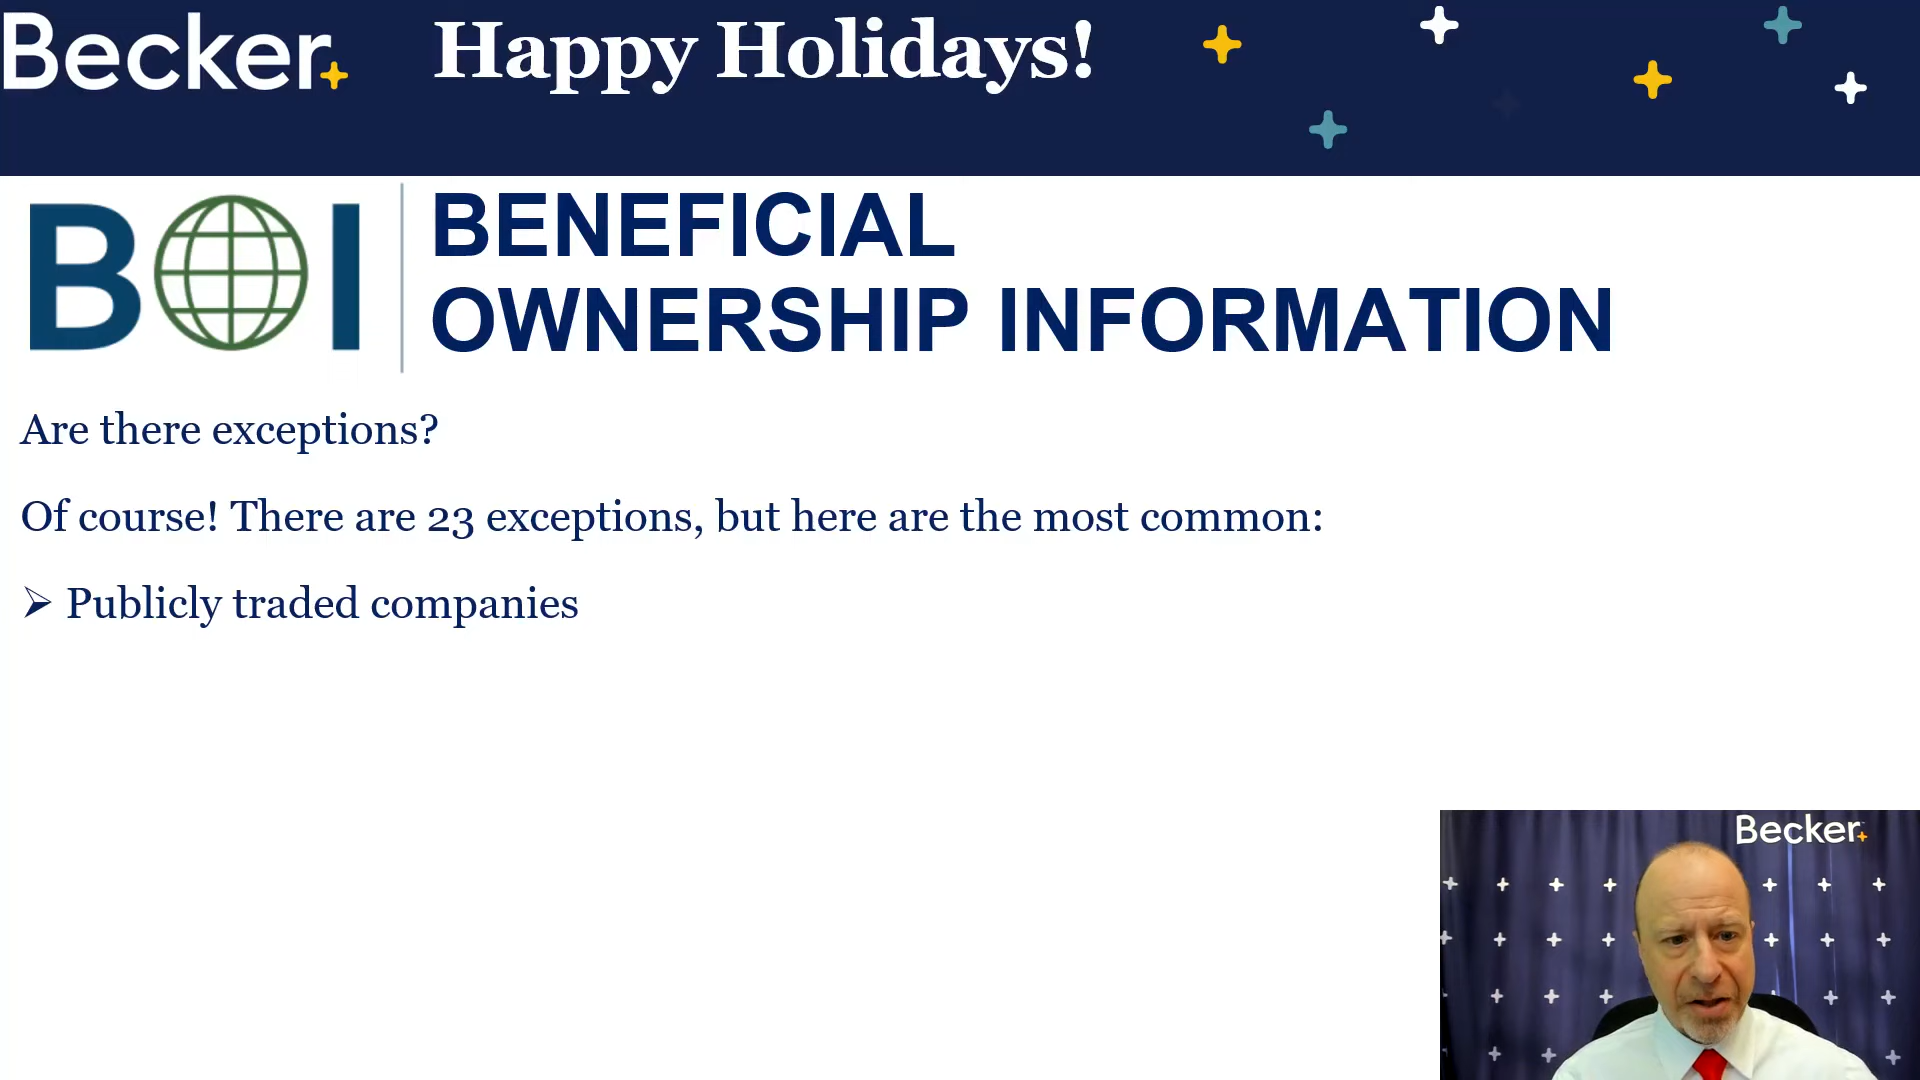 Becker
Happy Holidays!
BOI
BENEFICIAL
OWNERSHIP INFORMATION
Are there exceptions?
Of course! There are 23 exceptions, but here are the most common:
➢ Publicly traded companies
Becker